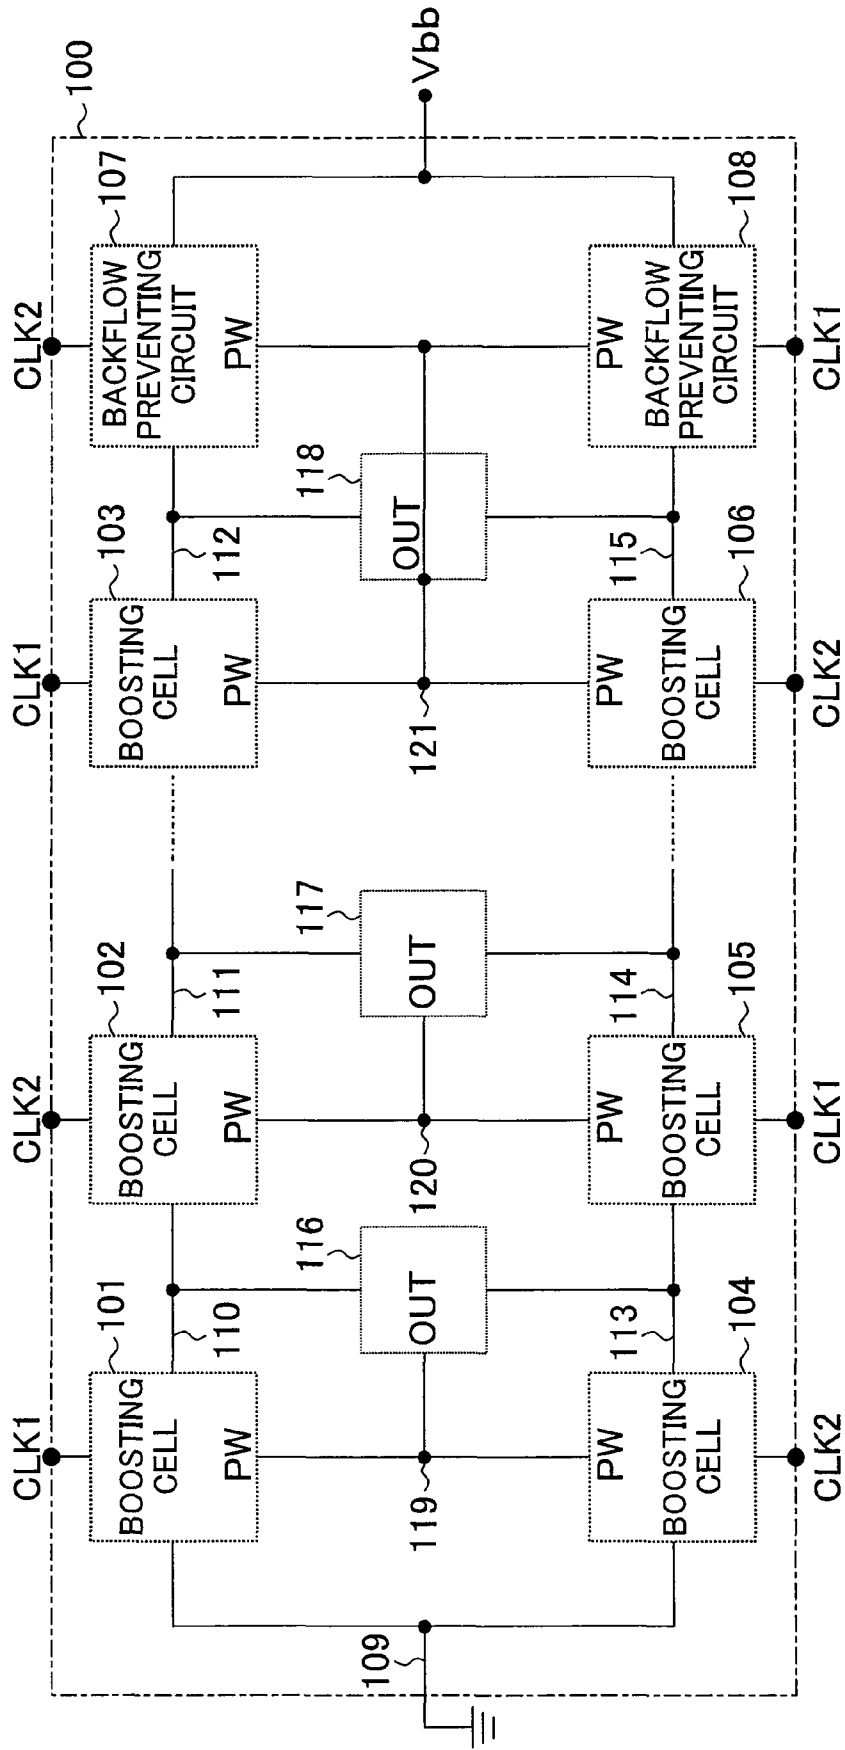 100
CLK1
CLK2
CLK1
CLK2
101
102
103
107
BOOSTING
CELL
PW
BOOSTING
CELL
PW
BOOSTING
CELL
PW
BACKFLOW
PREVENTING
CIRCUIT
PW
110
111
112
116
117
118
109
OUT
OUT
OUT
Vbb
119
120
121
113
114
115
PW
BOOSTING
CELL
PW
BOOSTING
CELL
PW
BOOSTING
CELL
PW
BACKFLOW
PREVENTING
CIRCUIT
104
105
106
108
CLK2
CLK1
CLK2
CLK1